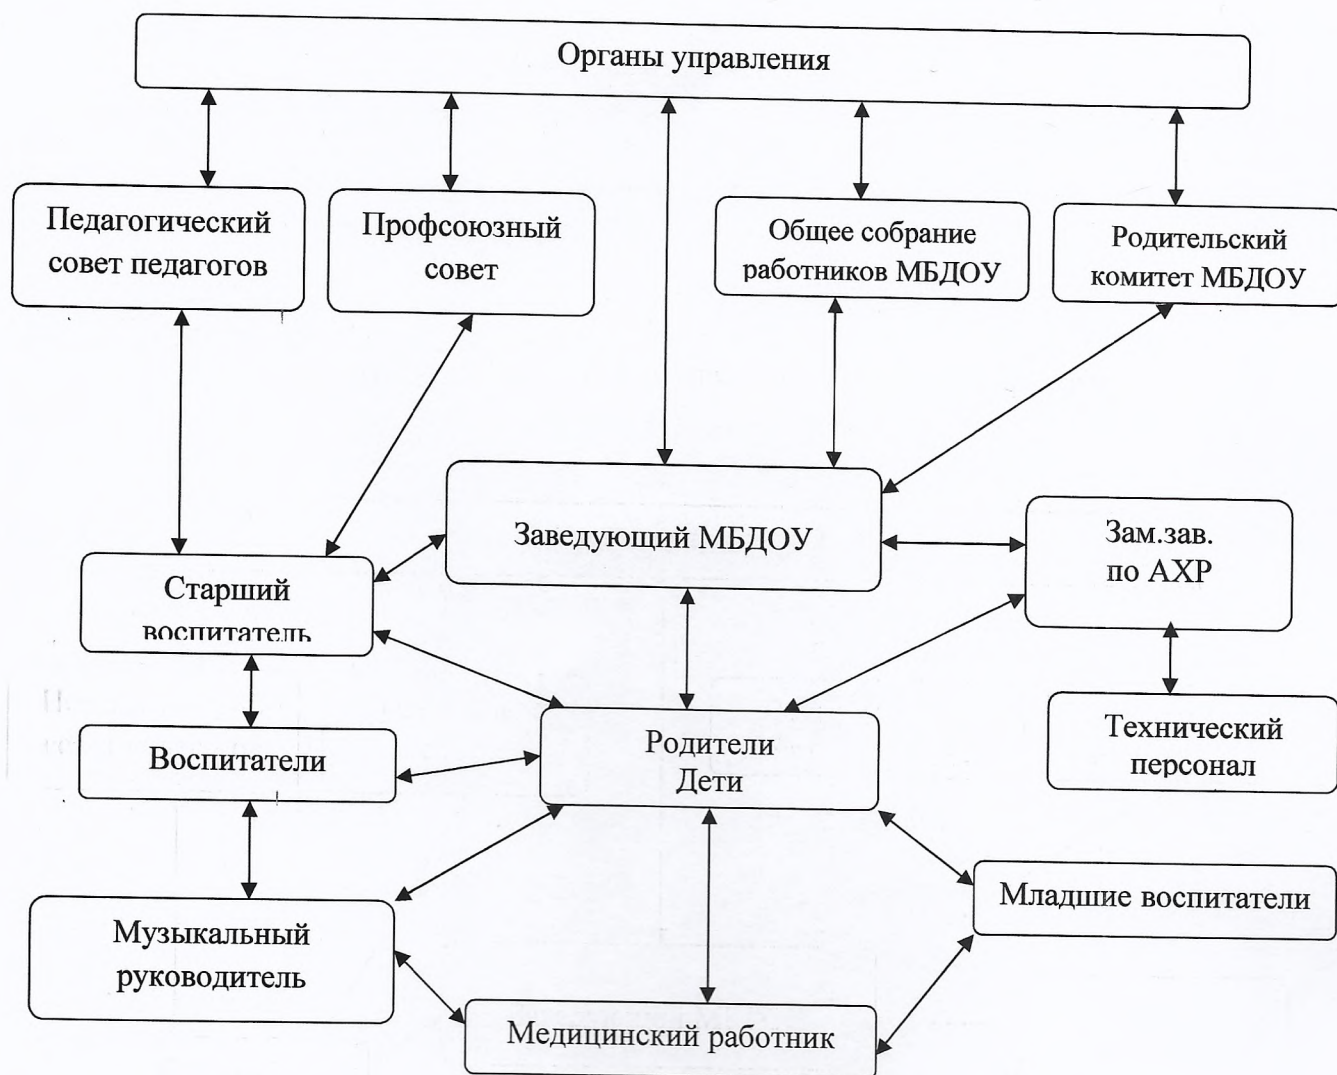 Органы управления
Педагогический
совет педагогов
Профсоюзный
совет
Общее собрание
работников МБДОУ
Родительский
комитет МБДОУ
Заведующий МБДОУ
Зам.зав.
по АХР
Старший
воспитатель
Технический
персонал
Воспитатели
Родители
Дети
Младшие воспитатели
Музыкальный
руководитель
Медицинский работник